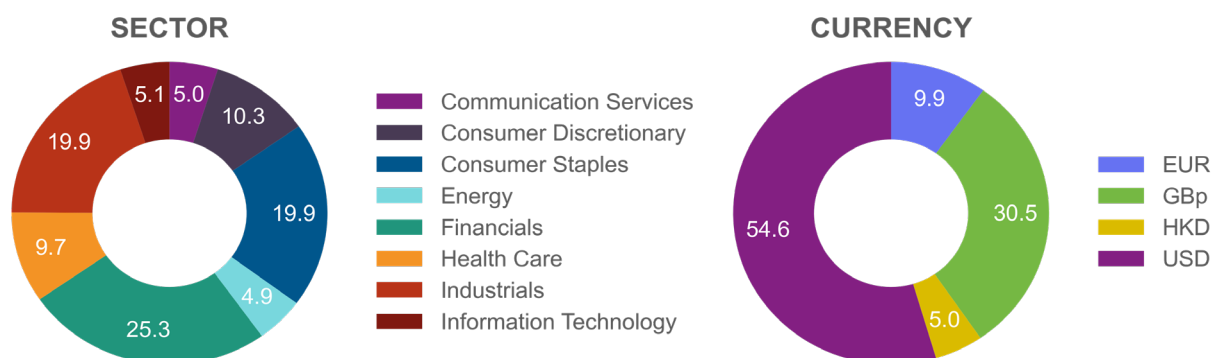 SECTOR
5.0
10.3
19.9
4.9
25.3
9.7
19.9
5.1
Communication Services
Consumer Discretionary
Consumer Staples
Energy
Financials
Health Care
Industrials
Information Technology
CURRENCY
9.9
30.5
5.0
54.6
EUR
GBp
HKD
USD